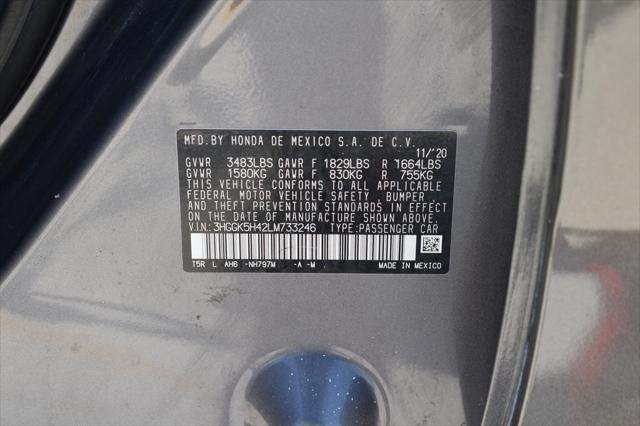 MFD.BY HONDA DE MEXICO S.A. DE C.V.
11/'20
GVWR 3483LBS GAWR F 1829LBS R 1664LBS
GVWR 1580KG GAWR F 830KG R 755KG
THIS VEHICLE CONFORMS TO ALL APPLICABLE
FEDERAL MOTOR VEHICLE SAFETY, BUMPER,
AND THEFT PREVENTION STANDARDS IN EFFECT
ON THE DATE OF MANUFACTURE SHOWN ABOVE.
V.I.N.: 3HGGK5H42LM733246 TYPE:PASSENGER CAR
T5R L AH6 -NH797M -A -M MADE IN MEXICO